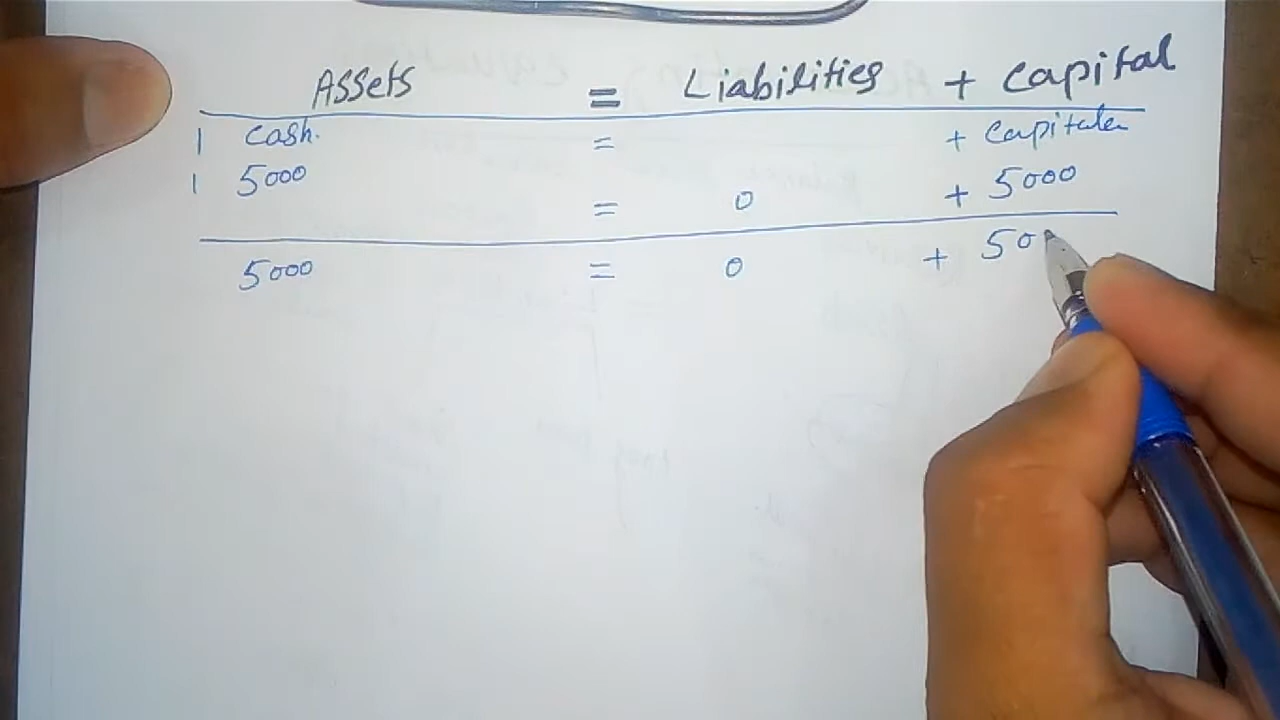 Assets = Liabilities + Capital
1 Cash. = + Capital
1 5000 = 0 + 5000
5000 = 0 + 50